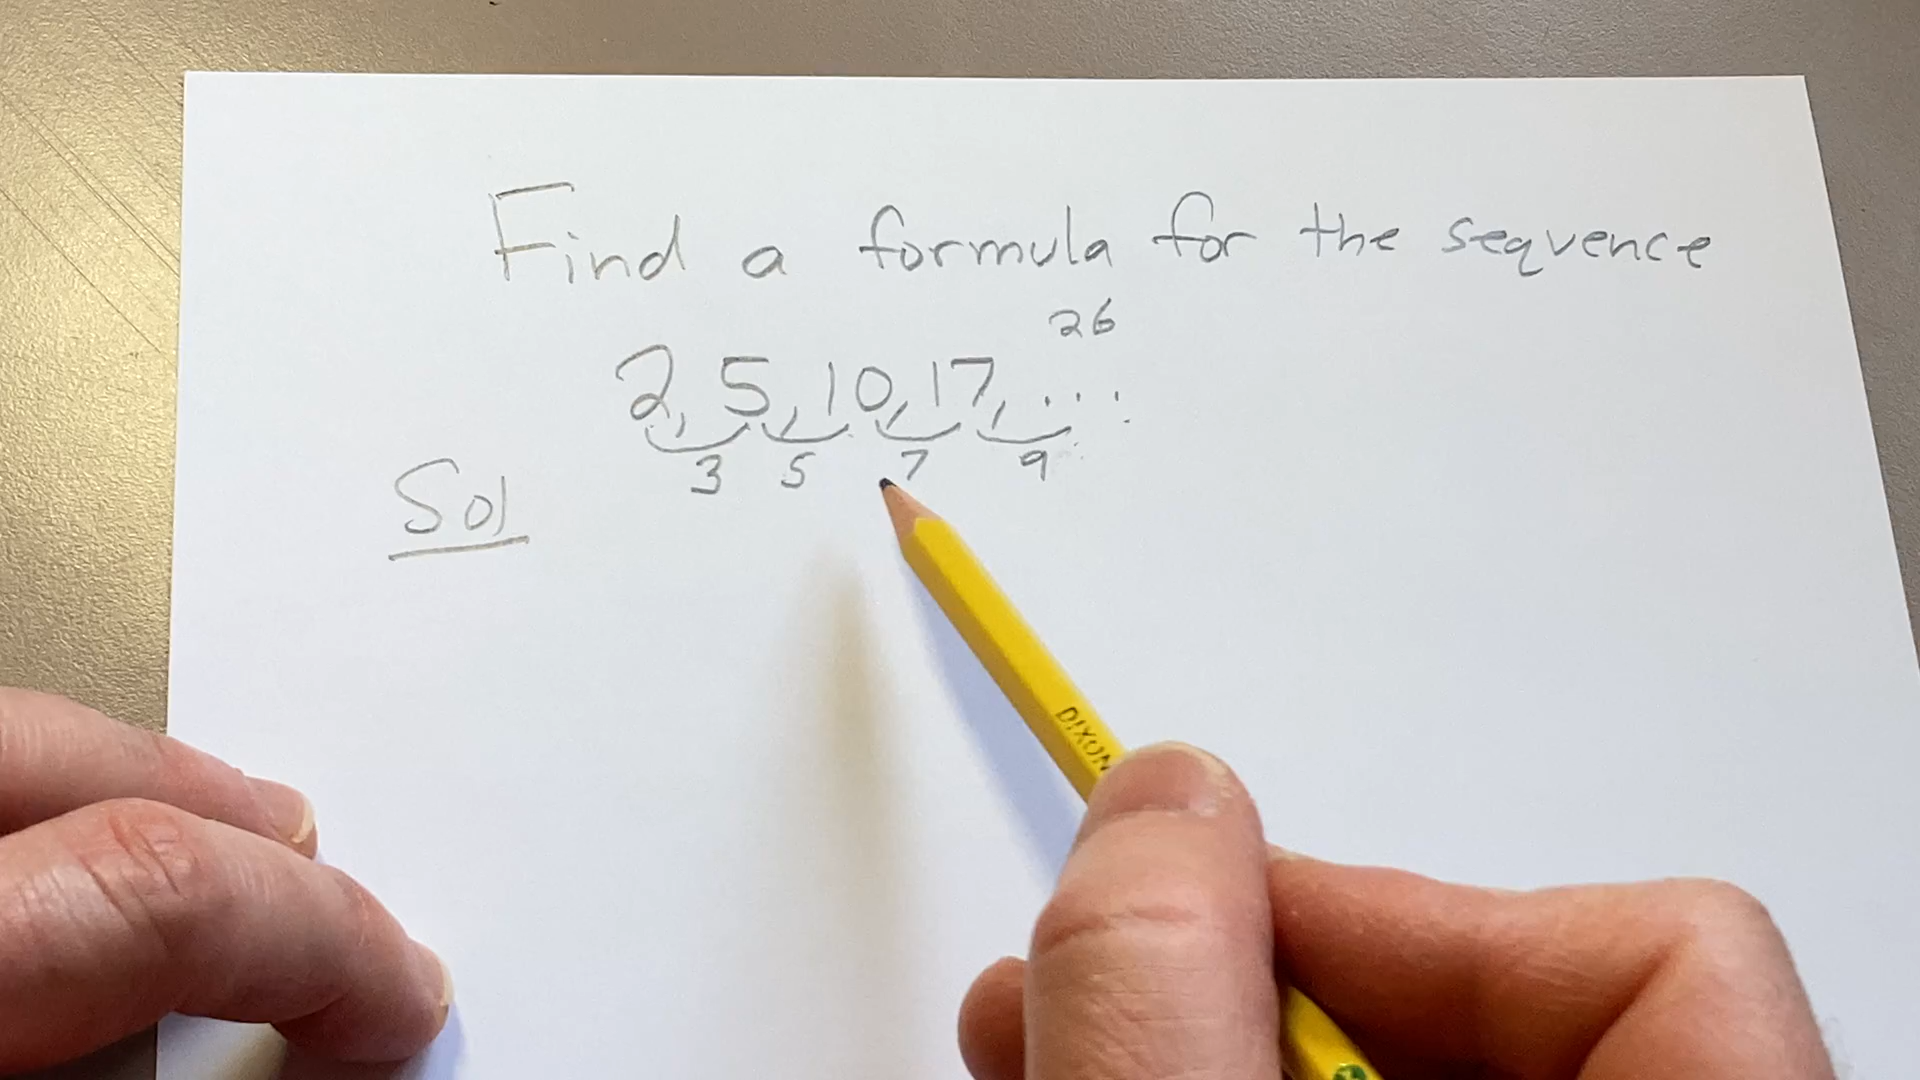 Find a formula for the sequence
26
2, 5, 10, 17, ...
3 5 7 9
Sol
DIXON